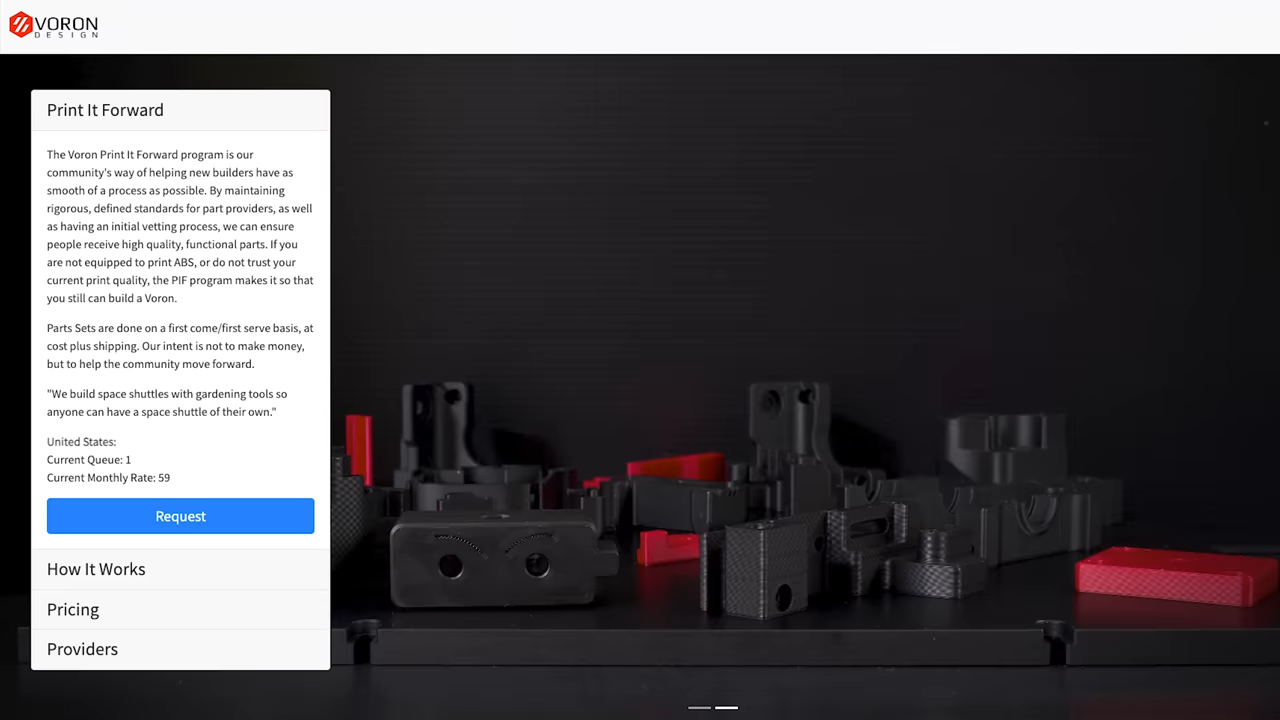 VORON
DESIGN
Print It Forward
The Voron Print It Forward program is our
community's way of helping new builders have as
smooth of a process as possible. By maintaining
rigorous, defined standards for part providers, as well
as having an initial vetting process, we can ensure
people receive high quality, functional parts. If you
are not equipped to print ABS, or do not trust your
current print quality, the PIF program makes it so that
you still can build a Voron.
Parts Sets are done on a first come/first serve basis, at
cost plus shipping. Our intent is not to make money,
but to help the community move forward.
"We build space shuttles with gardening tools so
anyone can have a space shuttle of their own."
United States:
Current Queue: 1
Current Monthly Rate: 59
Request
How It Works
Pricing
Providers